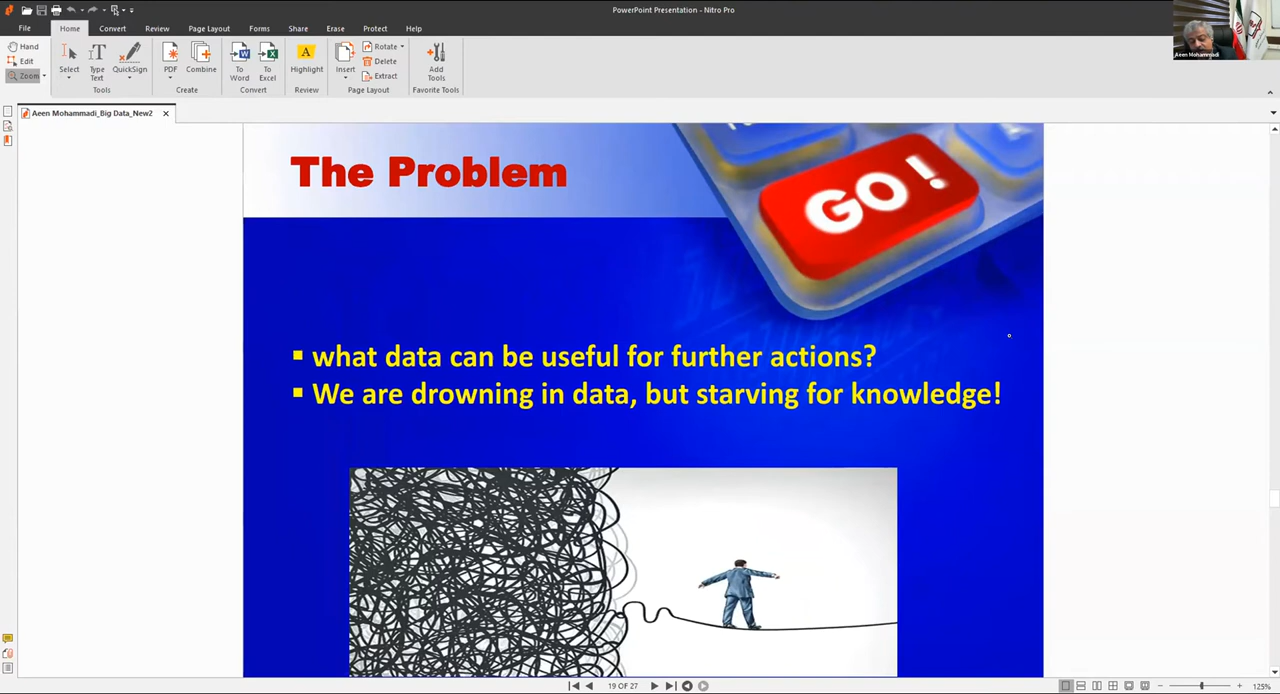 PowerPoint Presentation - Nitro Pro
File Home Convert Review Page Layout Forms Share Erase Protect Help
Hand
Edit
Zoom
Select
Type
Text
QuickSign
Tools
PDF
Combine
Create
To
Word
To
Excel
Convert
Highlight
Review
Insert
Rotate
Delete
Extract
Page Layout
Add
Tools
Favorite Tools
Aeen Mohammadi
Aeen Mohammadi_Big Data_New2
The Problem
GO !
▪ what data can be useful for further actions?
▪ We are drowning in data, but starving for knowledge!
19 OF 27
125%